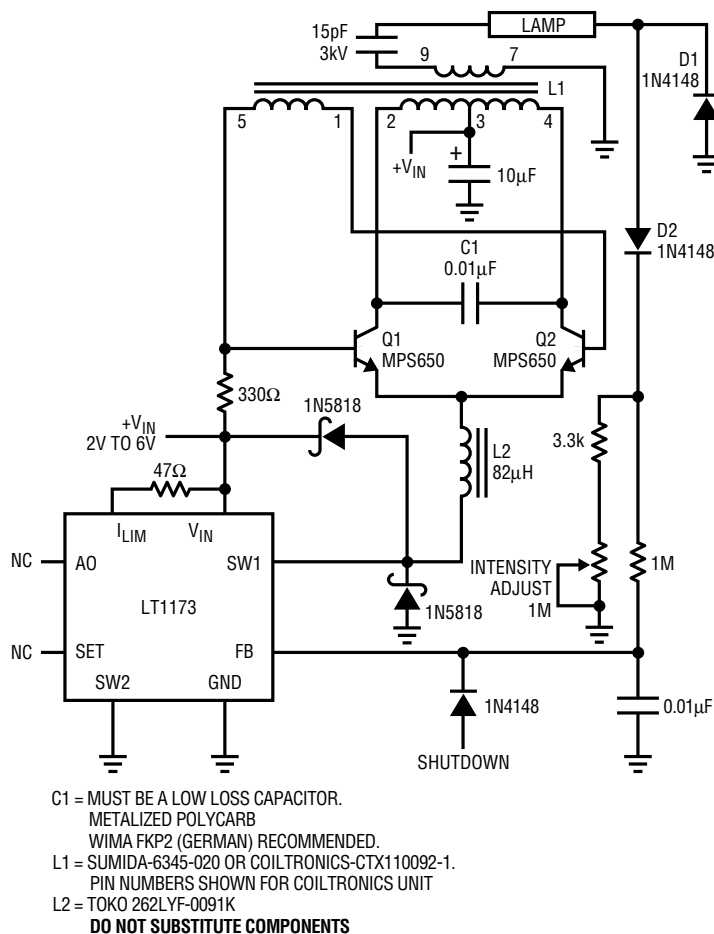 15pF
3kV
LAMP
9
7
L1
D1
1N4148
5
1
2
3
4
+VIN
+
10µF
D2
1N4148
C1
0.01µF
Q1
MPS650
Q2
MPS650
330Ω
1N5818
+VIN
2V TO 6V
47Ω
L2
82µH
3.3k
ILIM
VIN
NC
AO
SW1
INTENSITY
ADJUST
1M
1M
LT1173
1N5818
NC
SET
FB
SW2
GND
1N4148
0.01µF
SHUTDOWN
C1 = MUST BE A LOW LOSS CAPACITOR.
METALIZED POLYCARB
WIMA FKP2 (GERMAN) RECOMMENDED.
L1 = SUMIDA-6345-020 OR COILTRONICS-CTX110092-1.
PIN NUMBERS SHOWN FOR COILTRONICS UNIT
L2 = TOKO 262LYF-0091K
DO NOT SUBSTITUTE COMPONENTS